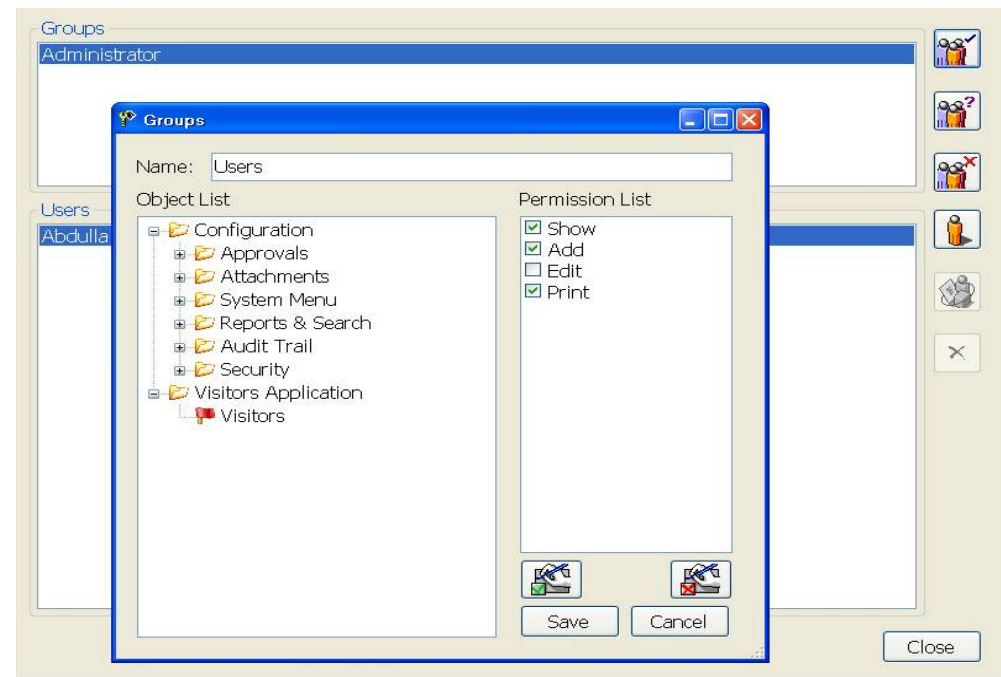 Groups
Administrator
Groups
Name: Users
Object List
Permission List
Configuration
Approvals
Attachments
System Menu
Reports & Search
Audit Trail
Security
Visitors Application
Visitors
Show
Add
Edit
Print
Save
Cancel
Users
Abdulla
Close